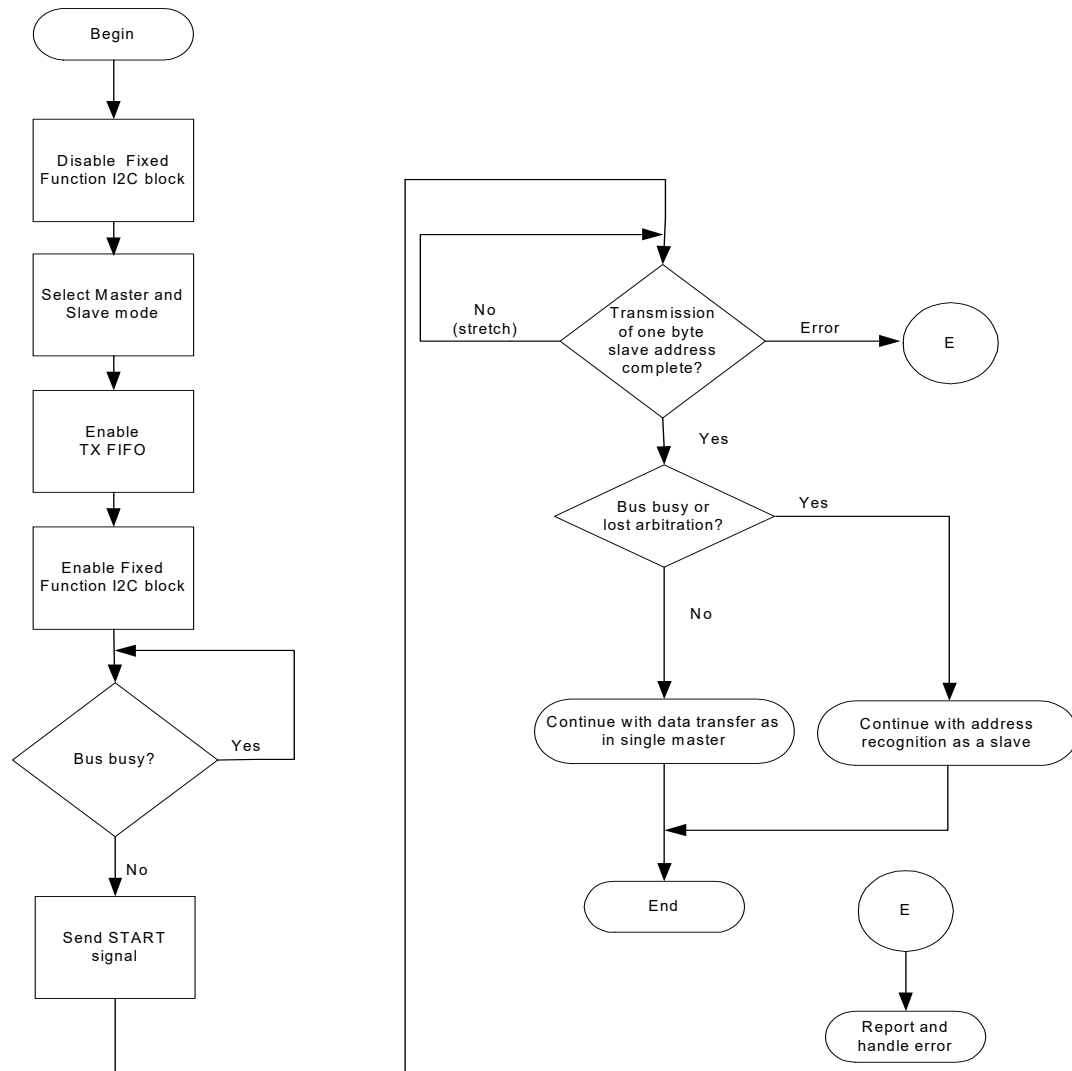 Begin
Disable Fixed
Function I2C block
Select Master and
Slave mode
Enable
TX FIFO
Enable Fixed
Function I2C block
Bus busy?
Yes
No
Send START
signal
Transmission
of one byte
slave address
complete?
No
(stretch)
Error
E
Yes
Bus busy or
lost arbitration?
Yes
No
Continue with data transfer as
in single master
Continue with address
recognition as a slave
End
E
Report and
handle error